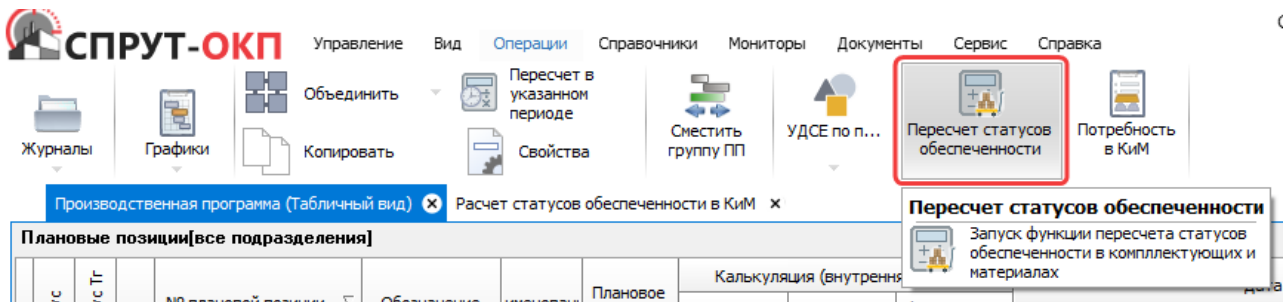 СПРУТ-ОКП
Управление Вид Операции Справочники Мониторы Документы Сервис Справка
Журналы
Графики
Объединить
Копировать
Пересчет в
указанном
периоде
Свойства
Сместить
группу ПП
УДСЕ по п...
Пересчет статусов
обеспеченности
Потребность
в КиМ
Производственная программа (Табличный вид) Расчет статусов обеспеченности в КиМ
Пересчет статусов обеспеченности
Запуск функции пересчета статусов
обеспеченности в комплектующих и
материалах
Плановые позиции[все подразделения]
№ плановой позиции
Обозначение
Плановое
Калькуляция